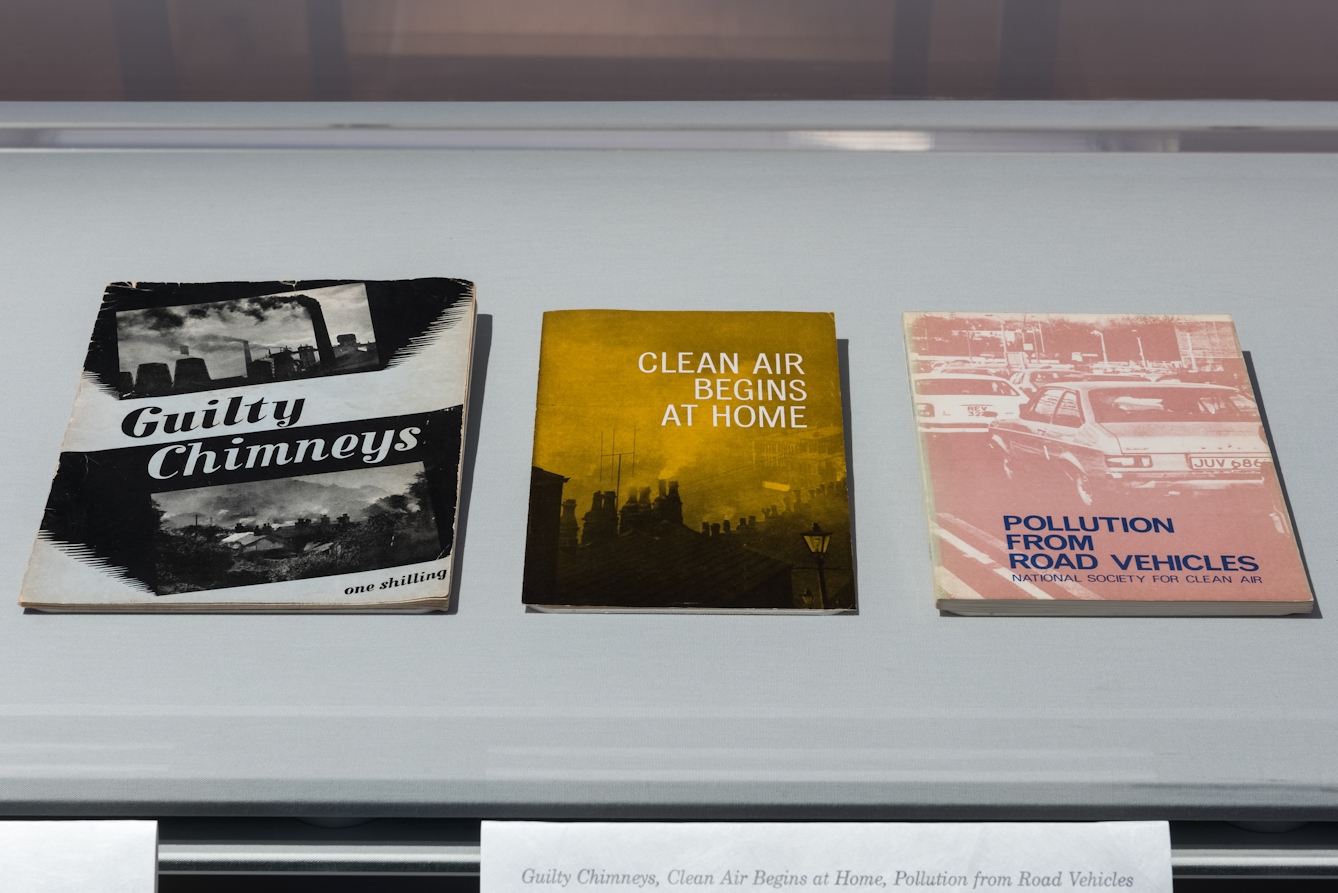 Guilty
Chimneys
one shilling
CLEAN AIR
BEGINS
AT HOME
JUV 686
POLLUTION
FROM
ROAD VEHICLES
NATIONAL SOCIETY FOR CLEAN AIR
Guilty Chimneys, Clean Air Begins at Home, Pollution from Road Vehicles